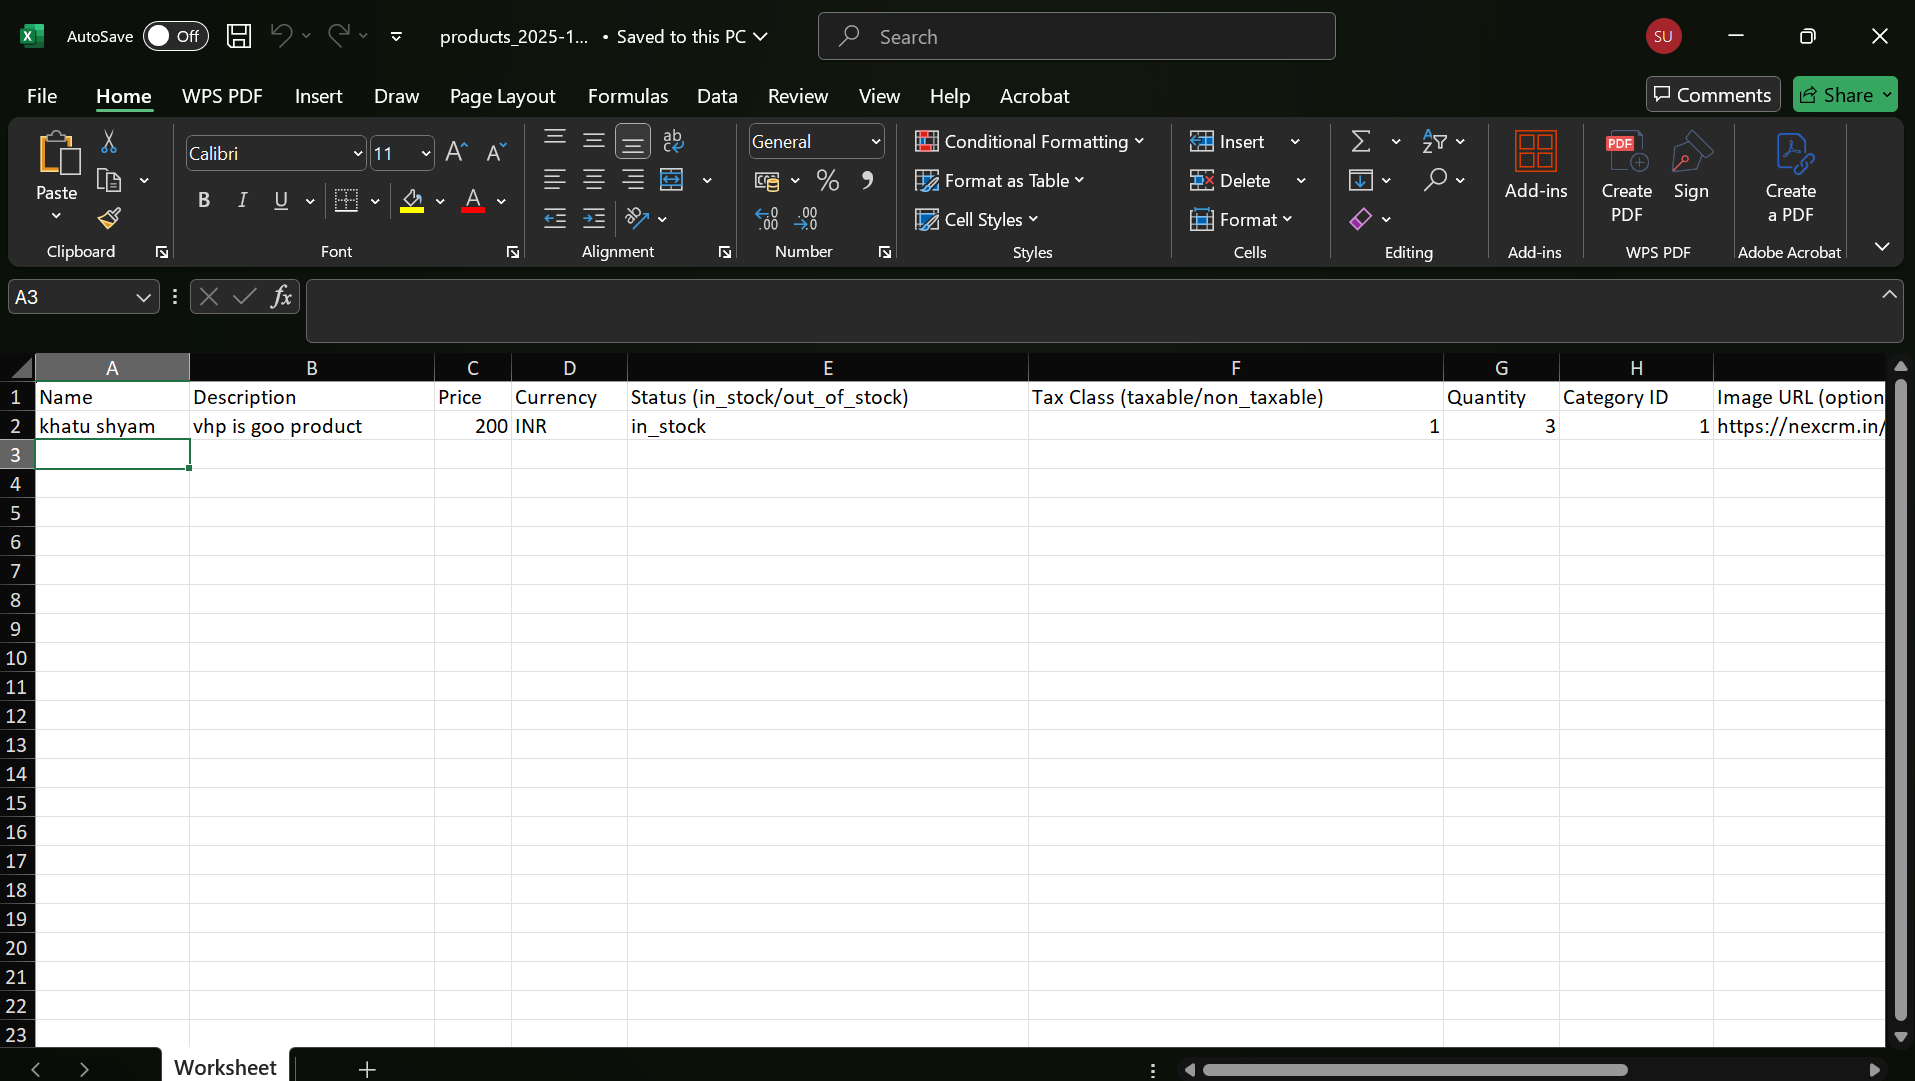 AutoSave Off products_2025-1... • Saved to this PC Search SU
File Home WPS PDF Insert Draw Page Layout Formulas Data Review View Help Acrobat Comments Share
Paste Calibri 11 General Conditional Formatting Insert Add-ins Create Sign Create
B I U A Format as Table Delete PDF a PDF
Cell Styles Format
Clipboard Font Alignment Number Styles Cells Editing Add-ins WPS PDF Adobe Acrobat
A3 fx
A B C D E F G H
1 Name Description Price Currency Status (in_stock/out_of_stock) Tax Class (taxable/non_taxable) Quantity Category ID Image URL (option
2 khatu shyam vhp is goo product 200 INR in_stock 1 3 1 https://nexcrm.in/
3
4
5
6
7
8
9
10
11
12
13
14
15
16
17
18
19
20
21
22
23
Worksheet